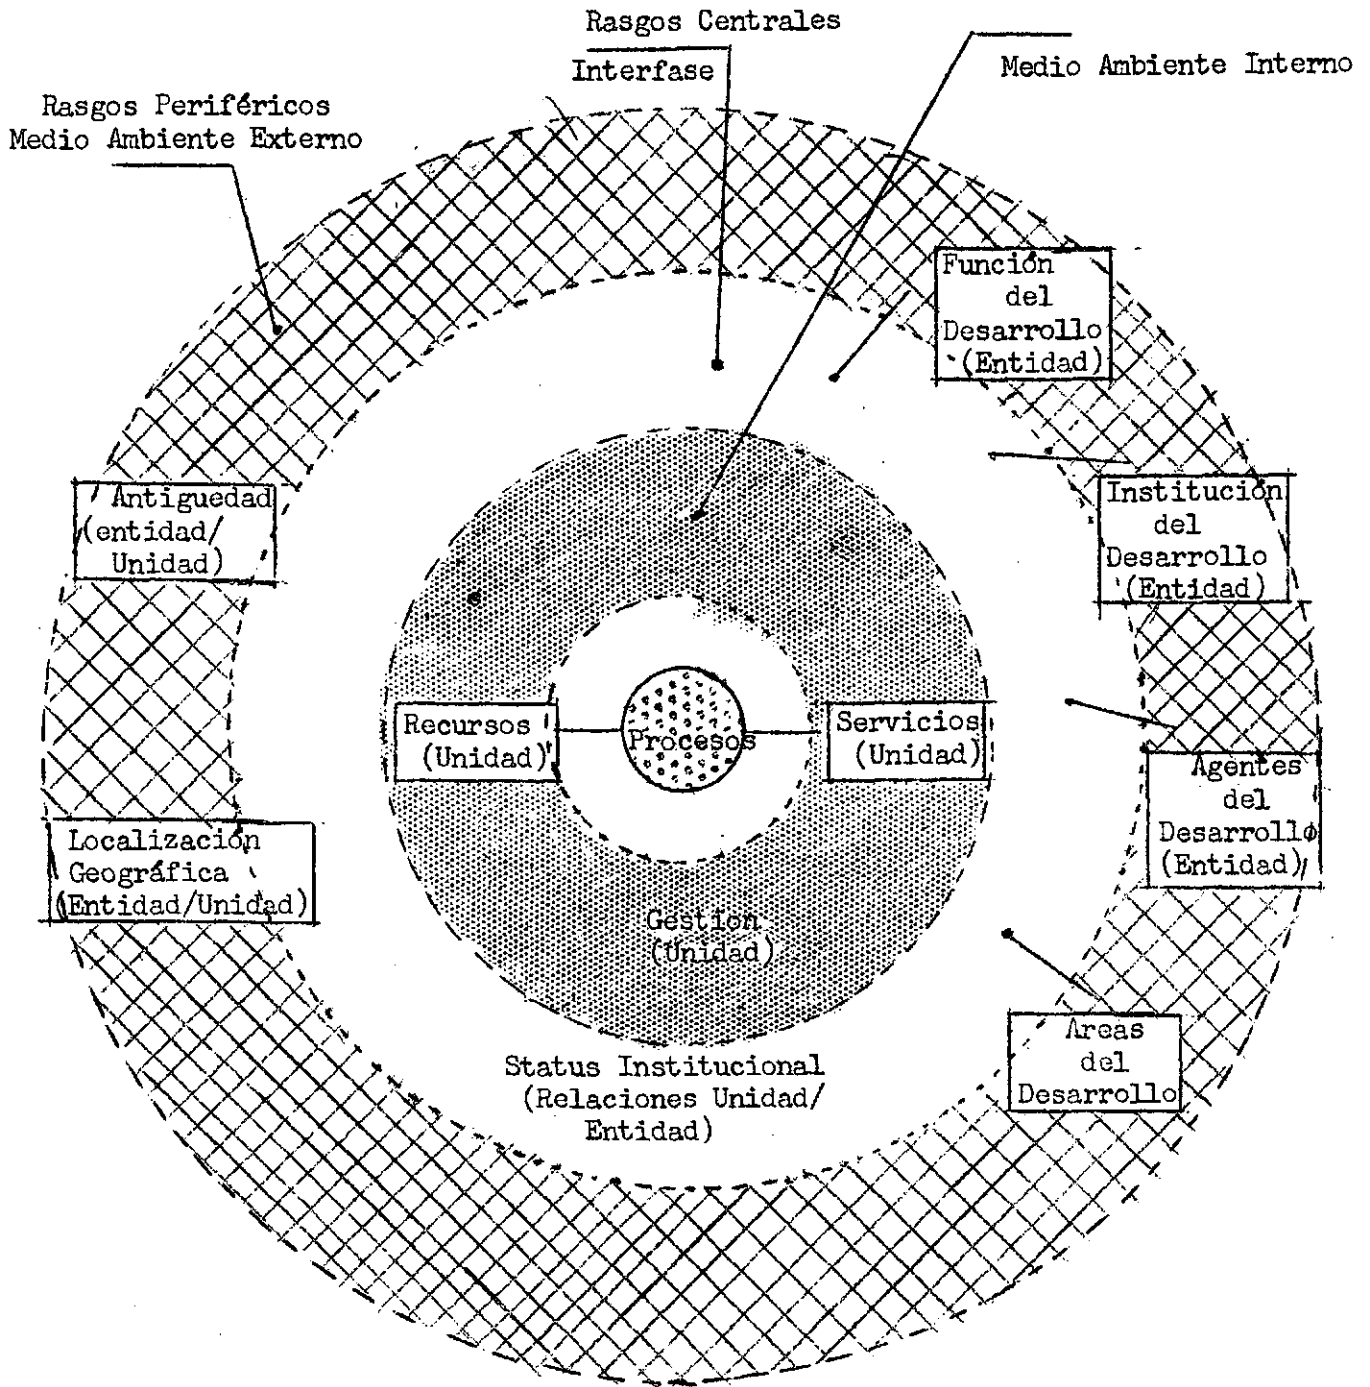 Rasgos Centrales
Interfase
Medio Ambiente Interno
Rasgos Periféricos
Medio Ambiente Externo
Función
del
Desarrollo
(Entidad)
Antiguedad
(entidad/
Unidad)
Institución
del
Desarrollo
(Entidad)
Recursos
(Unidad)
Procesos
Servicios
(Unidad)
Agentes
del
Desarrollo
(Entidad)
Localización
Geográfica
(Entidad/Unidad)
Gestion
(Unidad)
Areas
del
Desarrollo
Status Institucional
(Relaciones Unidad/
Entidad)